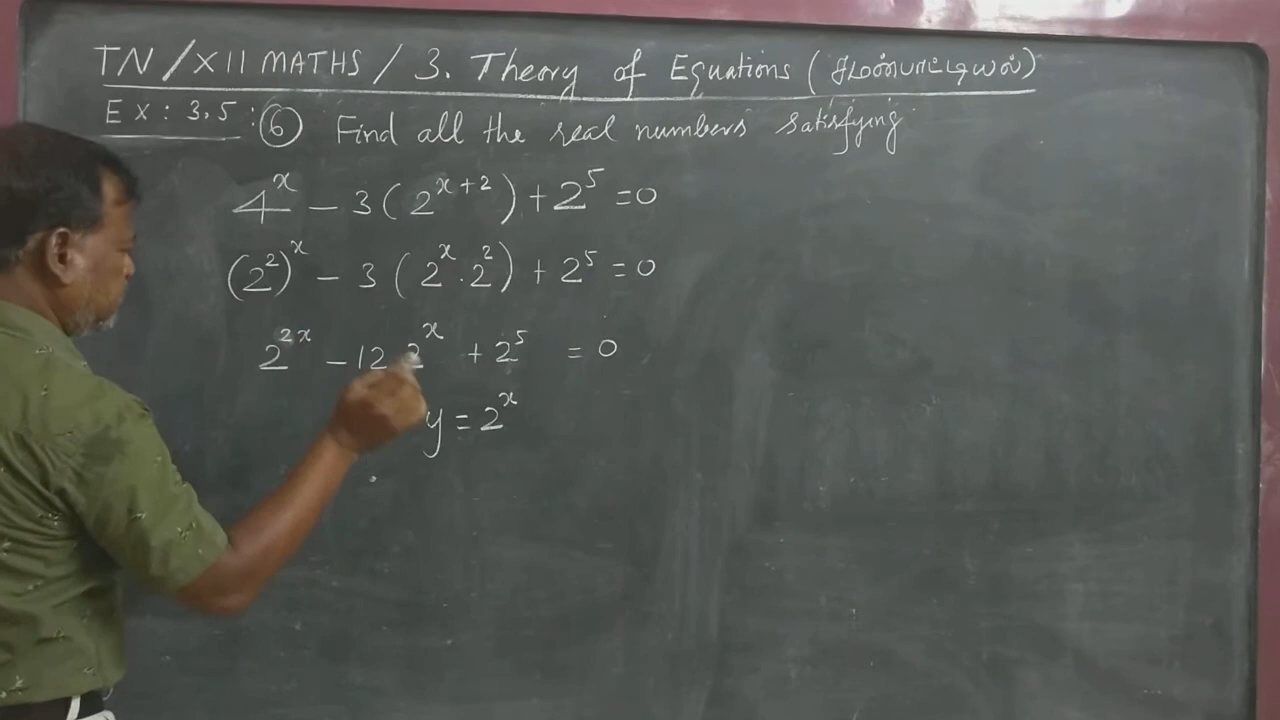 TN/XII MATHS / 3. Theory of Equations (சமன்பாட்டியல்)
Ex: 3.5: ⑥ Find all the real numbers satisfying
4^x − 3(2^{x+2}) + 2^5 = 0
(2^2)^x − 3(2^x · 2^2) + 2^5 = 0
2^{2x} − 12 2^x + 2^5 = 0
y = 2^x